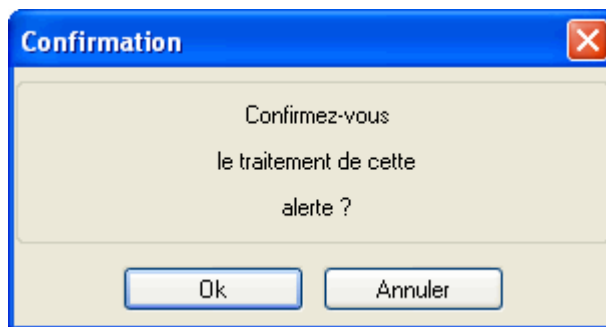 Confirmation
Confirmez-vous
le traitement de cette
alerte ?
Ok
Annuler